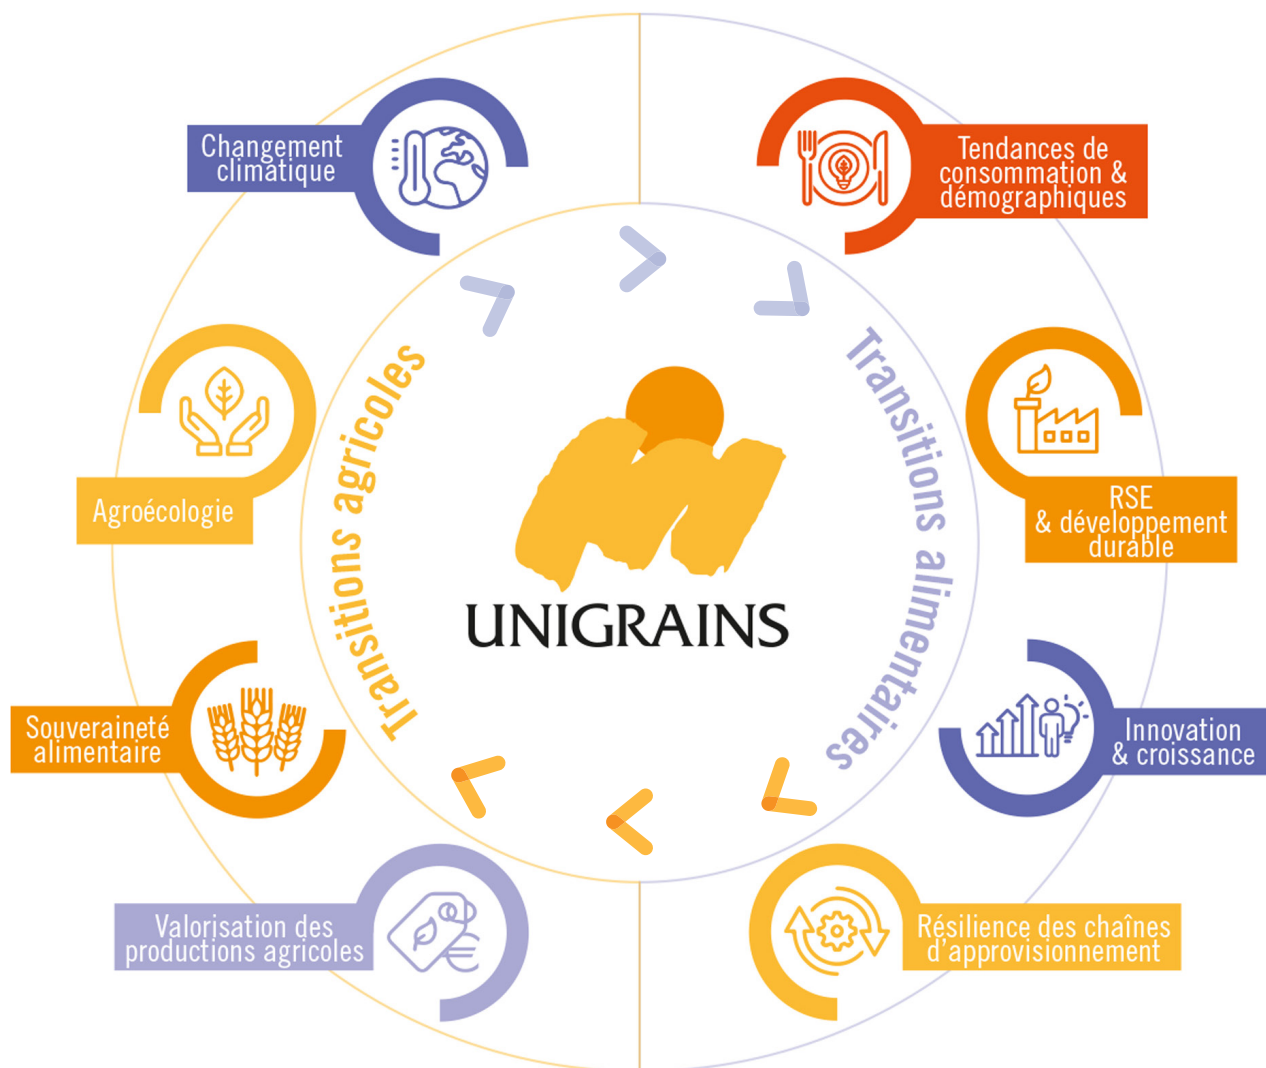 Changement
climatique
Tendances de
consommation &
démographiques
Agroécologie
RSE
& développement
durable
Transitions agricoles
Transitions alimentaires
UNIGRAINS
Souveraineté
alimentaire
Innovation
& croissance
Valorisation des
productions agricoles
Résilience des chaînes
d'approvisionnement